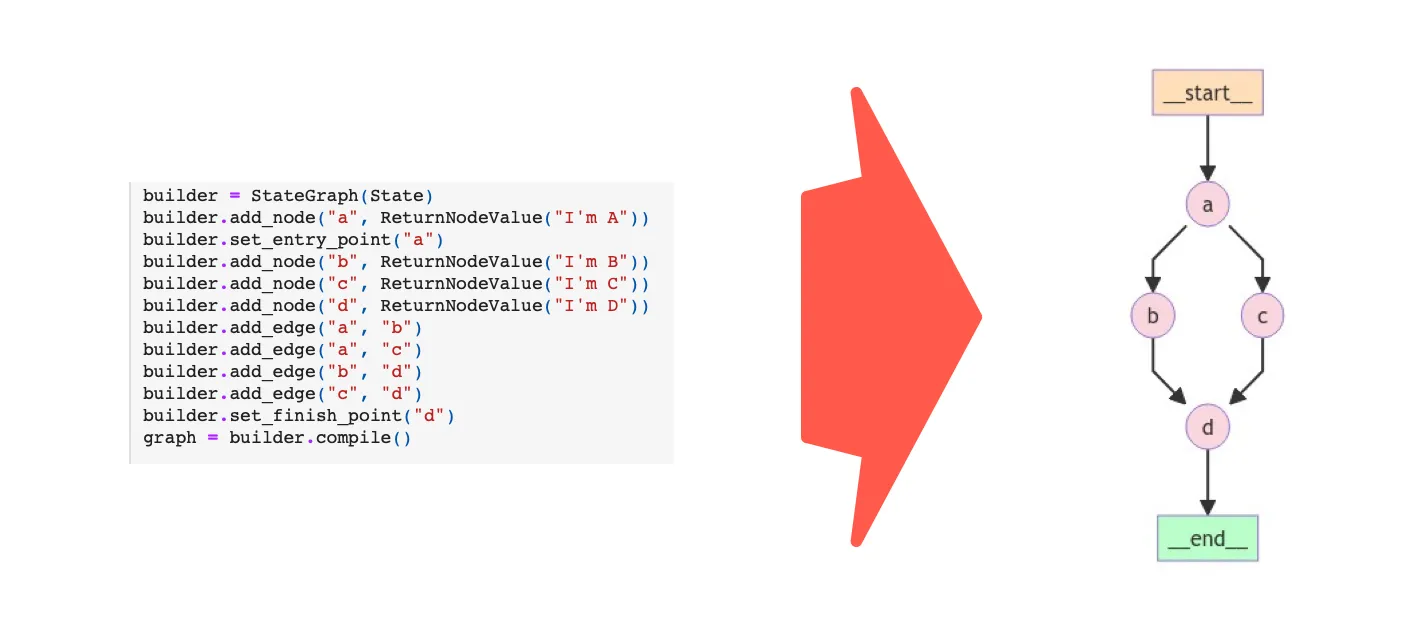 builder = StateGraph(State)
builder.add_node("a", ReturnNodeValue("I'm A"))
builder.set_entry_point("a")
builder.add_node("b", ReturnNodeValue("I'm B"))
builder.add_node("c", ReturnNodeValue("I'm C"))
builder.add_node("d", ReturnNodeValue("I'm D"))
builder.add_edge("a", "b")
builder.add_edge("a", "c")
builder.add_edge("b", "d")
builder.add_edge("c", "d")
builder.set_finish_point("d")
graph = builder.compile()
__start__
a
b
c
d
__end__